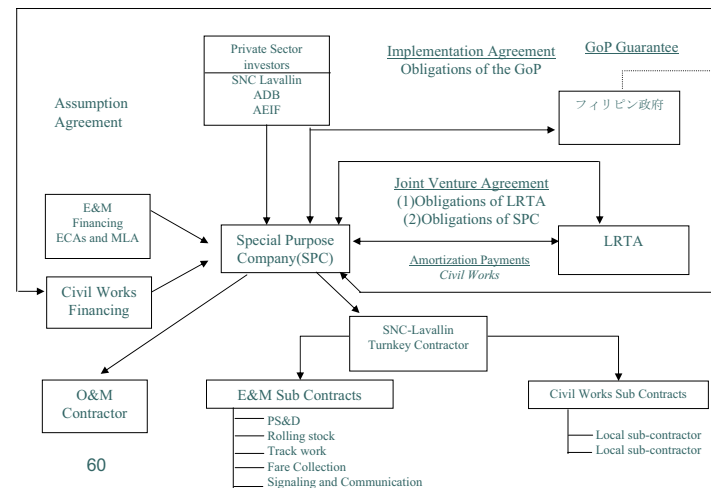 Private Sector
investors
SNC Lavallin
ADB
AEIF
Implementation Agreement
Obligations of the GoP
GoP Guarantee
フィリピン政府
Assumption
Agreement
Joint Venture Agreement
(1)Obligations of LRTA
(2)Obligations of SPC
E&M
Financing
ECAs and MLA
Special Purpose
Company(SPC)
LRTA
Amortization Payments
Civil Works
Civil Works
Financing
SNC-Lavallin
Turnkey Contractor
O&M
Contractor
E&M Sub Contracts
Civil Works Sub Contracts
PS&D
Rolling stock
Track work
Fare Collection
Signaling and Communication
Local sub-contractor
Local sub-contractor
60